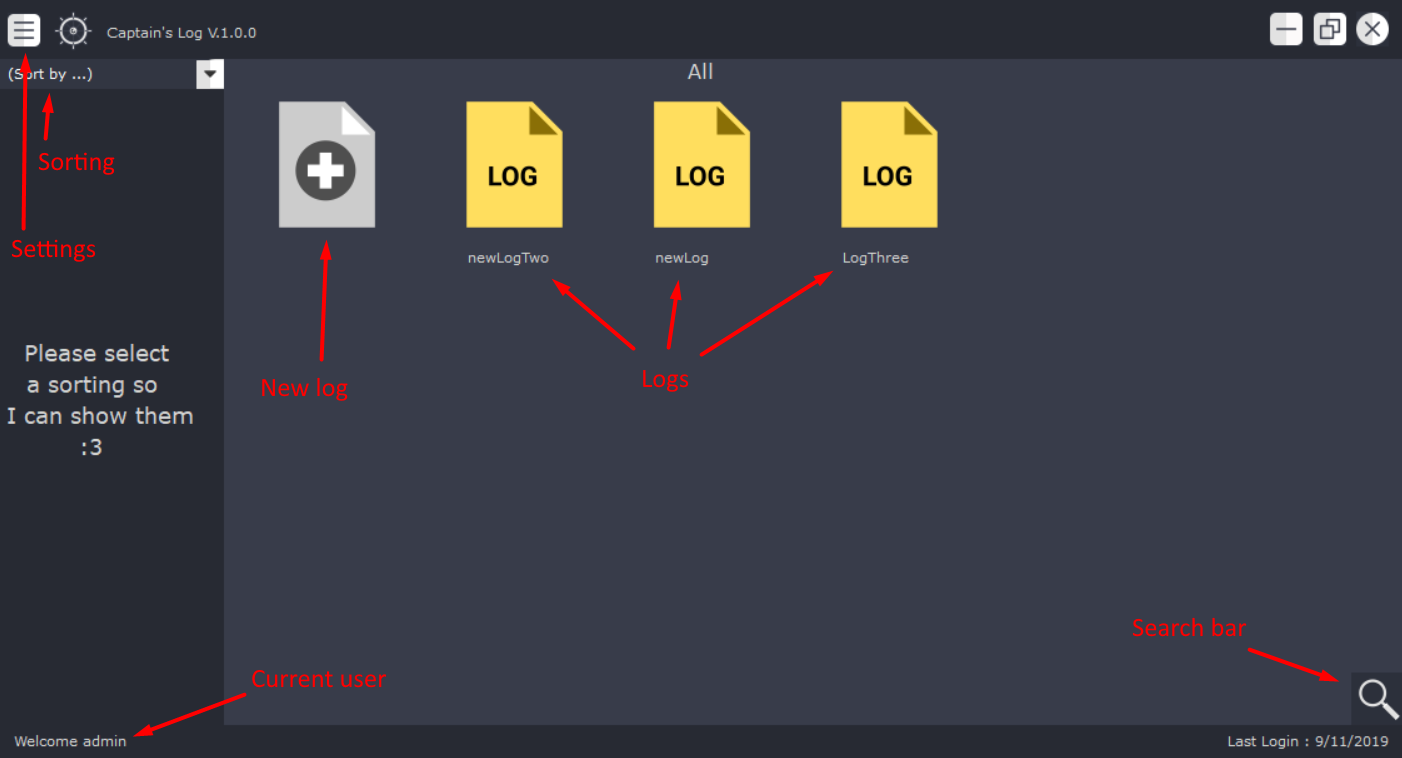 Captain's Log V.1.0.0
(Sort by ...)
All
Sorting
Settings
LOG
LOG
LOG
newLogTwo
newLog
LogThree
Please select
a sorting so
I can show them
:3
New log
Logs
Search bar
Current user
Welcome admin
Last Login : 9/11/2019